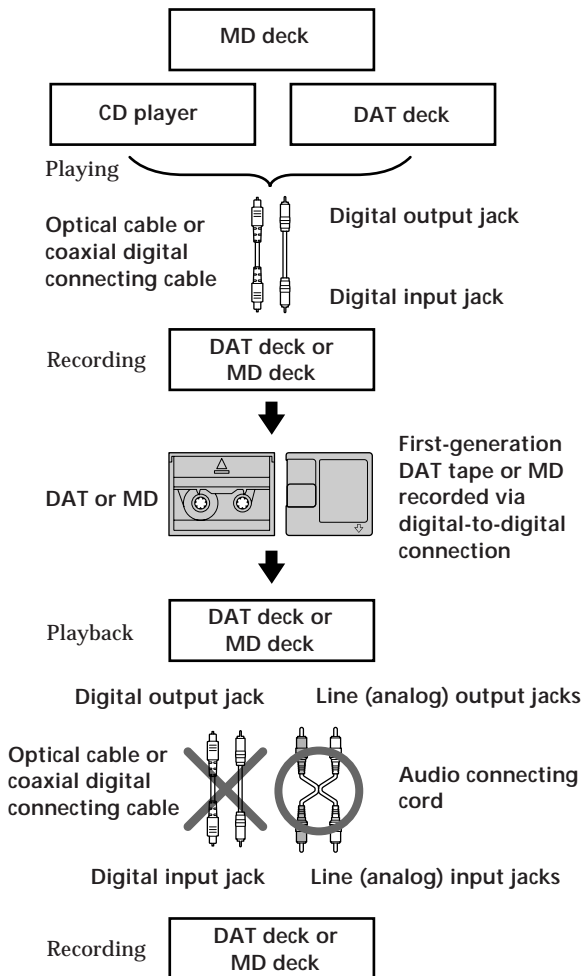 MD deck
CD player
DAT deck
Playing
Optical cable or
coaxial digital
connecting cable
Digital output jack
Digital input jack
Recording
DAT deck or
MD deck
DAT or MD
First-generation
DAT tape or MD
recorded via
digital-to-digital
connection
Playback
DAT deck or
MD deck
Digital output jack
Line (analog) output jacks
Optical cable or
coaxial digital
connecting cable
Audio connecting
cord
Digital input jack
Line (analog) input jacks
Recording
DAT deck or
MD deck